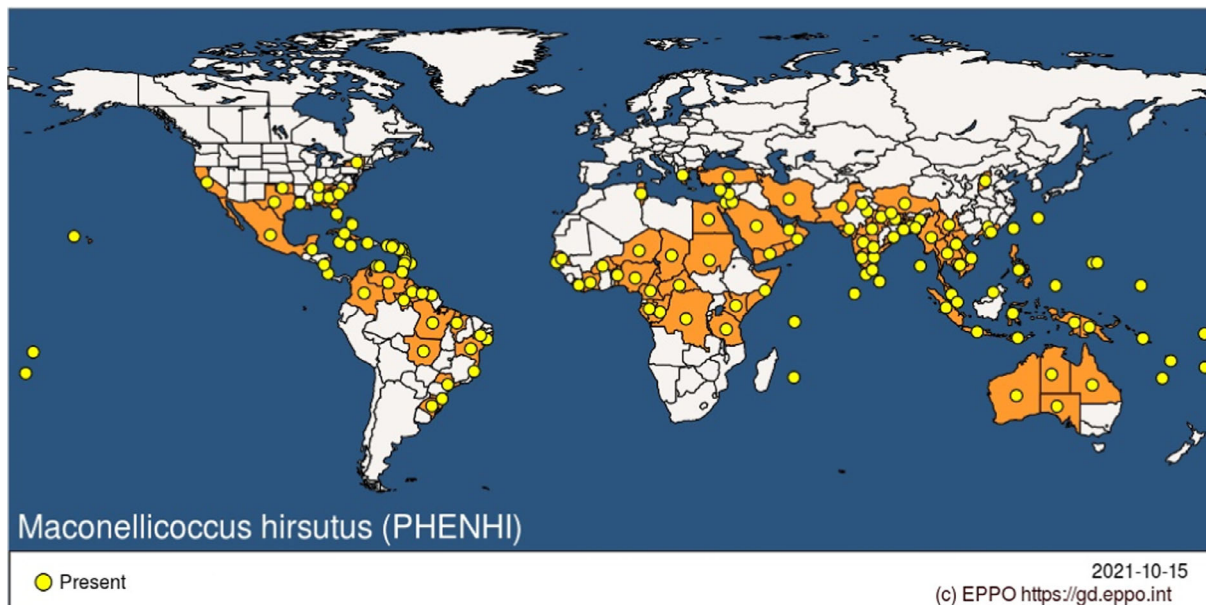 Maconellicoccus hirsutus (PHENHI)
Present
2021-10-15
(c) EPPO https://gd.eppo.int